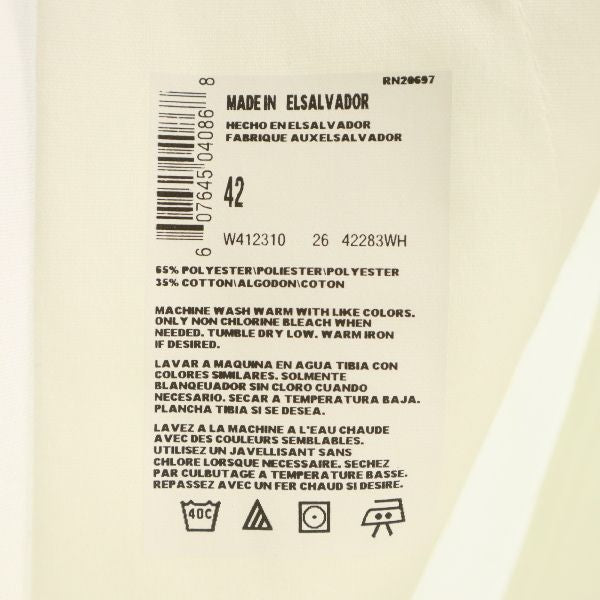 RN20697
6 07645 04086 8
MADE IN ELSALVADOR
HECHO EN ELSALVADOR
FABRIQUE AUX ELSALVADOR
42
W412310 26 42283WH
65% POLYESTER\POLIESTER\POLYESTER
35% COTTON\ALGODON\COTON
MACHINE WASH WARM WITH LIKE COLORS.
ONLY NON CHLORINE BLEACH WHEN
NEEDED. TUMBLE DRY LOW. WARM IRON
IF DESIRED.
LAVAR A MAQUINA EN AGUA TIBIA CON
COLORES SIMILARES. SOLMENTE
BLANQUEADOR SIN CLORO CUANDO
NECESARIO. SECAR A TEMPERATURA BAJA.
PLANCHA TIBIA SI SE DESEA.
LAVEZ A LA MACHINE A L'EAU CHAUDE
AVEC DES COULEURS SEMBLABLES.
UTILISEZ UN JAVELLISANT SANS
CHLORE LORSQUE NECESSAIRE. SECHEZ
PAR CULBUTAGE A TEMPERATURE BASSE.
REPASSEZ AVEC UN FER CHAUD SI DESIRE.
40C